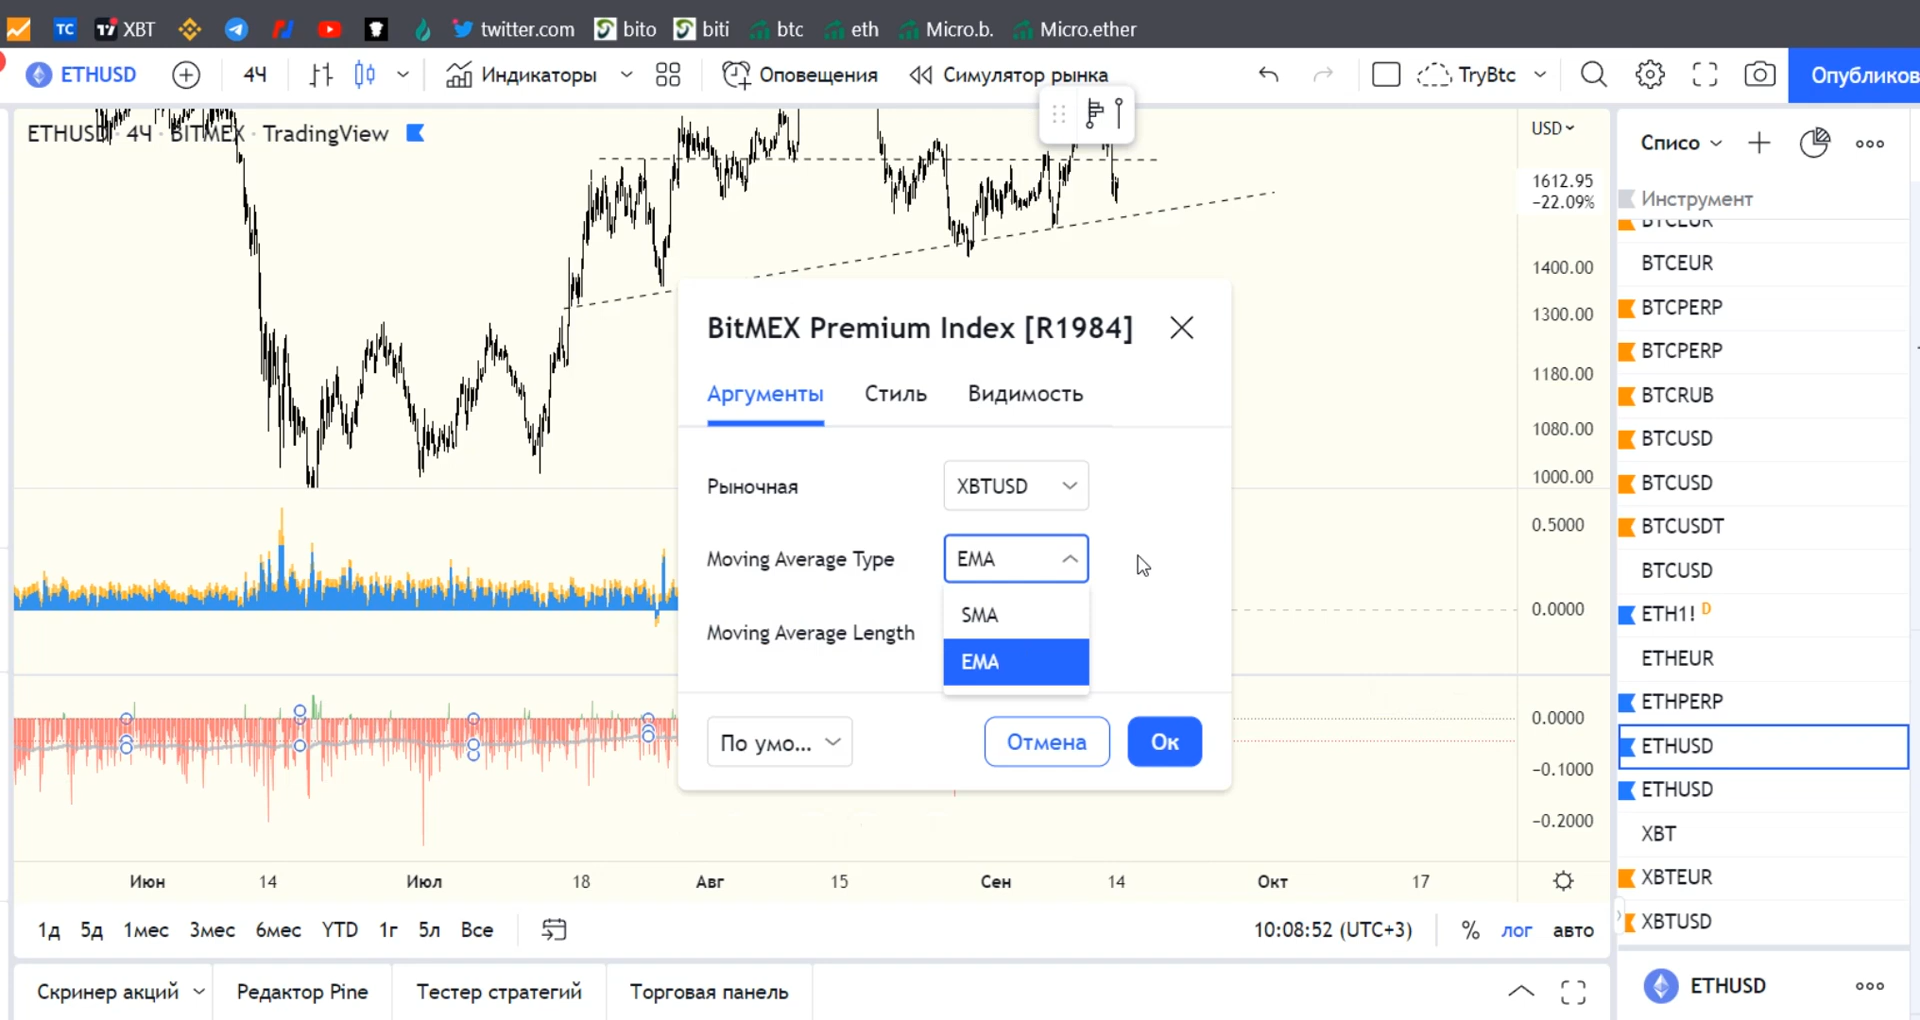 TC
XBT
twitter.com
bito
biti
btc
eth
Micro.b.
Micro.ether
ETHUSD
4Ч
Индикаторы
Оповещения
Симулятор рынка
TryBtc
Опубликов
ETHUSD · 4Ч · BITMEX · TradingView
USD
1612.95
−22.09%
1400.00
1300.00
1180.00
1080.00
1000.00
0.5000
0.0000
0.0000
−0.1000
−0.2000
BitMEX Premium Index [R1984]
Аргументы
Стиль
Видимость
Рыночная
XBTUSD
Moving Average Type
EMA
SMA
EMA
Moving Average Length
По умо...
Отмена
Ок
Июн
14
Июл
18
Авг
15
Сен
14
Окт
17
1д
5д
1мес
3мес
6мес
YTD
1г
5л
Все
10:08:52 (UTC+3)
%
лог
авто
Скринер акций
Редактор Pine
Тестер стратегий
Торговая панель
Списо
Инструмент
BTCEUR
BTCEUR
BTCPERP
BTCPERP
BTCRUB
BTCUSD
BTCUSD
BTCUSDT
BTCUSD
ETH1! D
ETHEUR
ETHPERP
ETHUSD
ETHUSD
XBT
XBTEUR
XBTUSD
ETHUSD